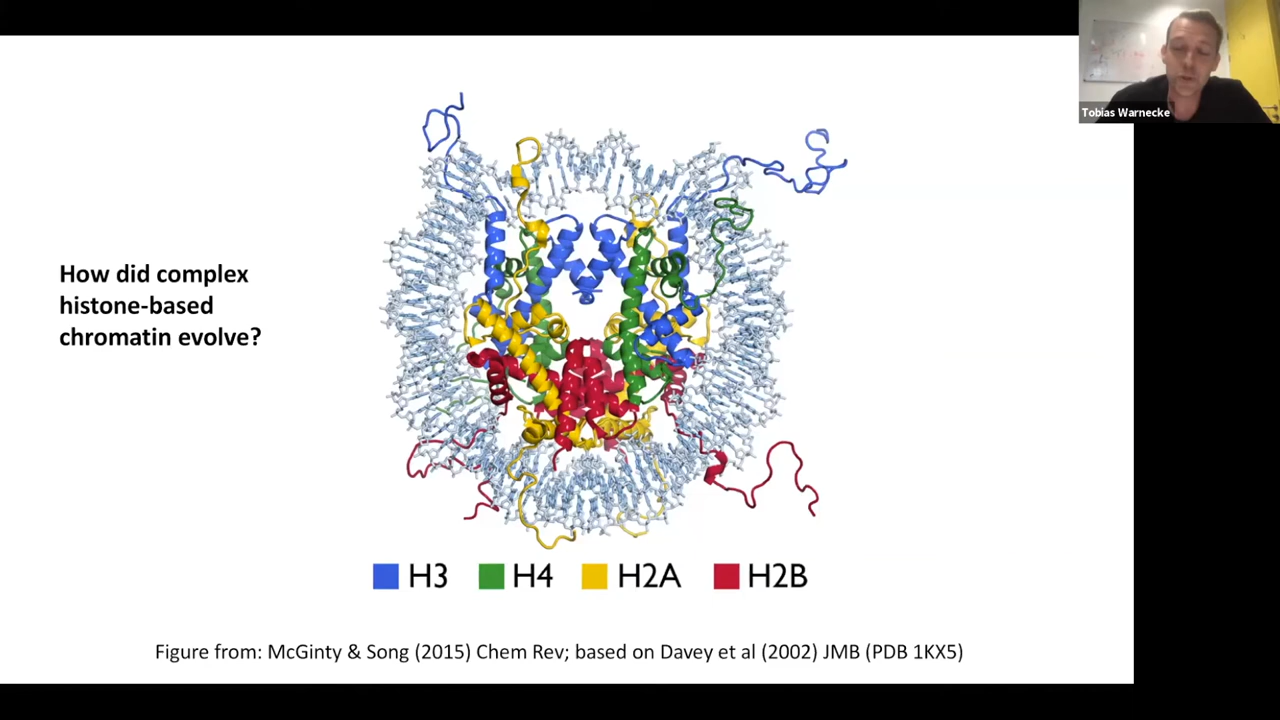 Tobias Warnecke
How did complex
histone-based
chromatin evolve?
H3 H4 H2A H2B
Figure from: McGinty & Song (2015) Chem Rev; based on Davey et al (2002) JMB (PDB 1KX5)